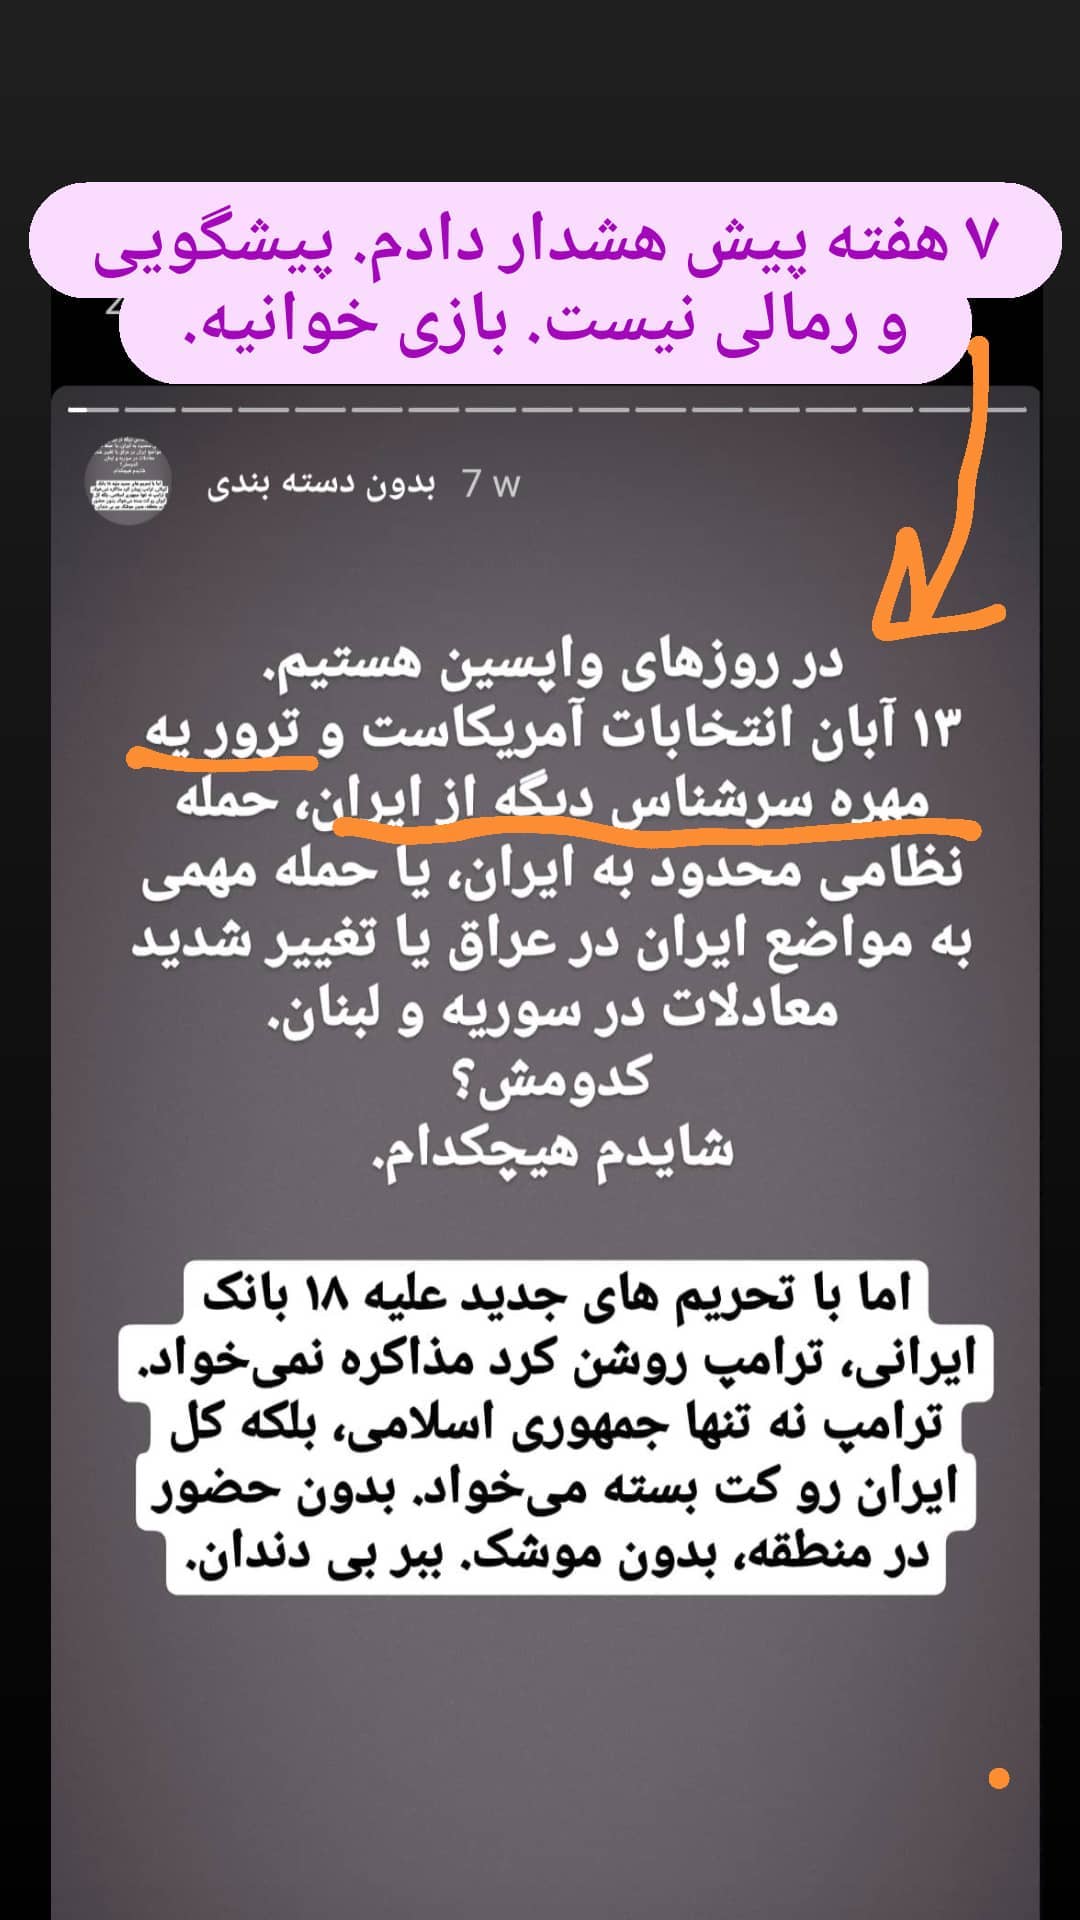 ۷ هفته پیش هشدار دادم. پیشگویی
و رمالی نیست. بازی خوانیه.
بدون دسته بندی 7 w
در روزهای واپسین هستیم.
۱۳ آبان انتخابات آمریکاست و ترور یه
مهره سرشناس دیگه از ایران، حمله
نظامی محدود به ایران، یا حمله مهمی
به مواضع ایران در عراق یا تغییر شدید
معادلات در سوریه و لبنان.
کدومش؟
شایدم هیچکدام.
اما با تحریم های جدید علیه ۱۸ بانک
ایرانی، ترامپ روشن کرد مذاکره نمی‌خواد.
ترامپ نه تنها جمهوری اسلامی، بلکه کل
ایران رو کت بسته می‌خواد. بدون حضور
در منطقه، بدون موشک. ببر بی دندان.